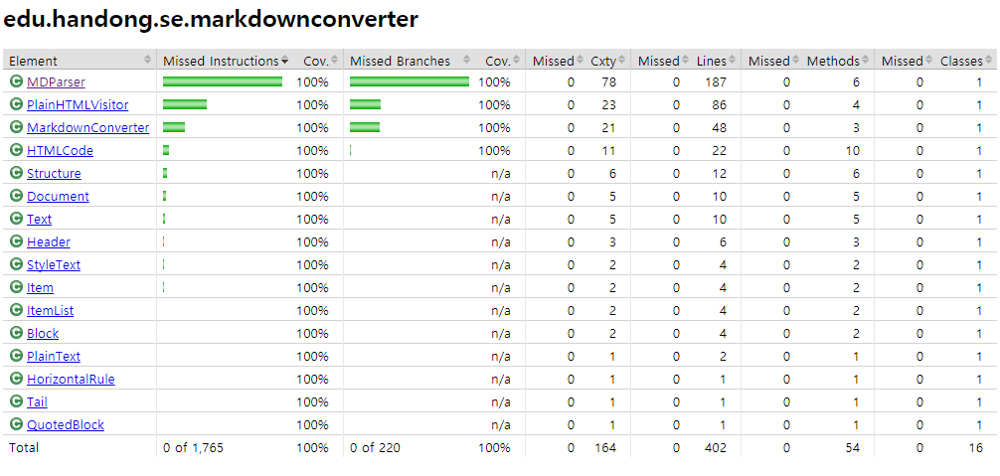 edu.handong.se.markdownconverter
Element Missed Instructions Cov. Missed Branches Cov. Missed Cxty Missed Lines Missed Methods Missed Classes
MDParser 100% 100% 0 78 0 187 0 6 0 1
PlainHTMLVisitor 100% 100% 0 23 0 86 0 4 0 1
MarkdownConverter 100% 100% 0 21 0 48 0 3 0 1
HTMLCode 100% 100% 0 11 0 22 0 10 0 1
Structure 100% n/a 0 6 0 12 0 6 0 1
Document 100% n/a 0 5 0 10 0 5 0 1
Text 100% n/a 0 5 0 10 0 5 0 1
Header 100% n/a 0 3 0 6 0 3 0 1
StyleText 100% n/a 0 2 0 4 0 2 0 1
Item 100% n/a 0 2 0 4 0 2 0 1
ItemList 100% n/a 0 2 0 4 0 2 0 1
Block 100% n/a 0 2 0 4 0 2 0 1
PlainText 100% n/a 0 1 0 2 0 1 0 1
HorizontalRule 100% n/a 0 1 0 1 0 1 0 1
Tail 100% n/a 0 1 0 1 0 1 0 1
QuotedBlock 100% n/a 0 1 0 1 0 1 0 1
Total 0 of 1,765 100% 0 of 220 100% 0 164 0 402 0 54 0 16